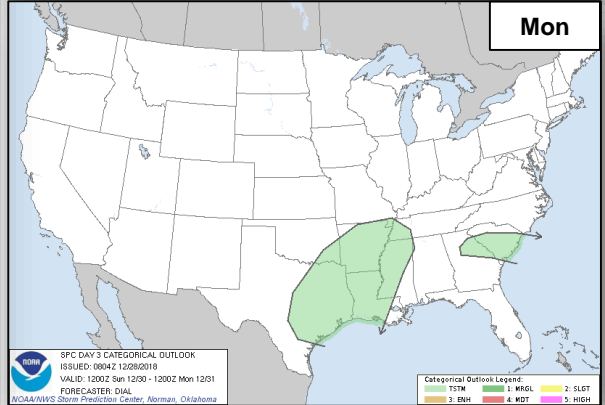 Mon
SPC DAY 3 CATEGORICAL OUTLOOK
ISSUED: 0804Z 12/28/2018
VALID: 1200Z Sun 12/30 - 1200Z Mon 12/31
FORECASTER: DIAL
NOAA/NWS Storm Prediction Center, Norman, Oklahoma
NOAA
Categorical Outlook Legend:
TSTM 1: MRGL 2: SLGT
3: ENH 4: MDT 5: HIGH